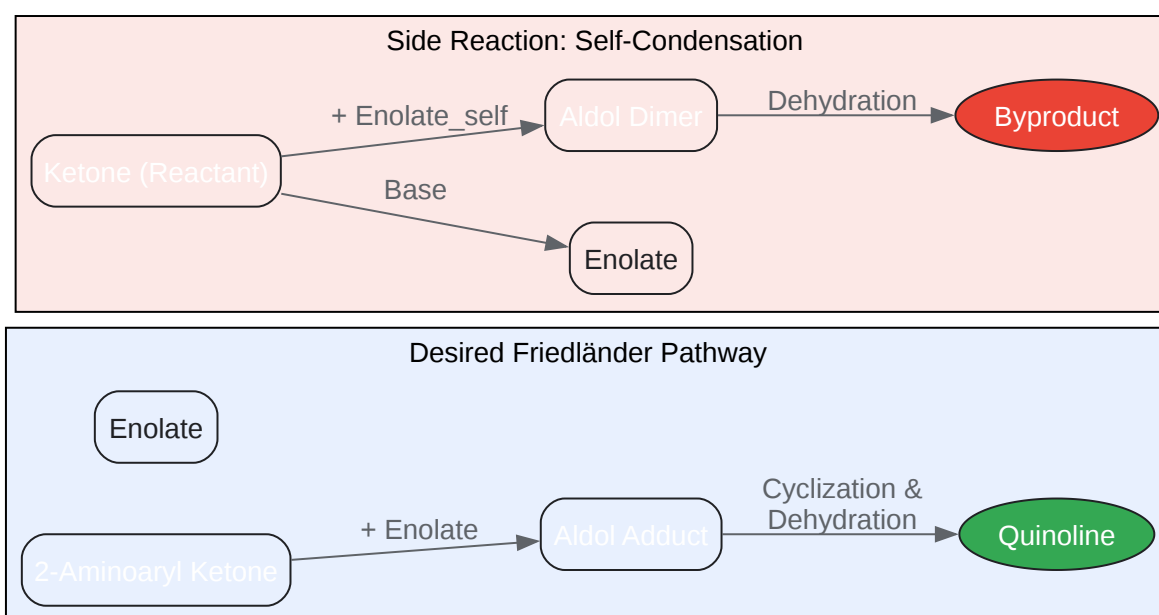 Side Reaction: Self-Condensation
+ Enolate_self
Aldol Dimer
Dehydration
Byproduct
Ketone (Reactant)
Base
Enolate
Desired Friedländer Pathway
Enolate
2-Aminoaryl Ketone
+ Enolate
Aldol Adduct
Cyclization &
Dehydration
Quinoline